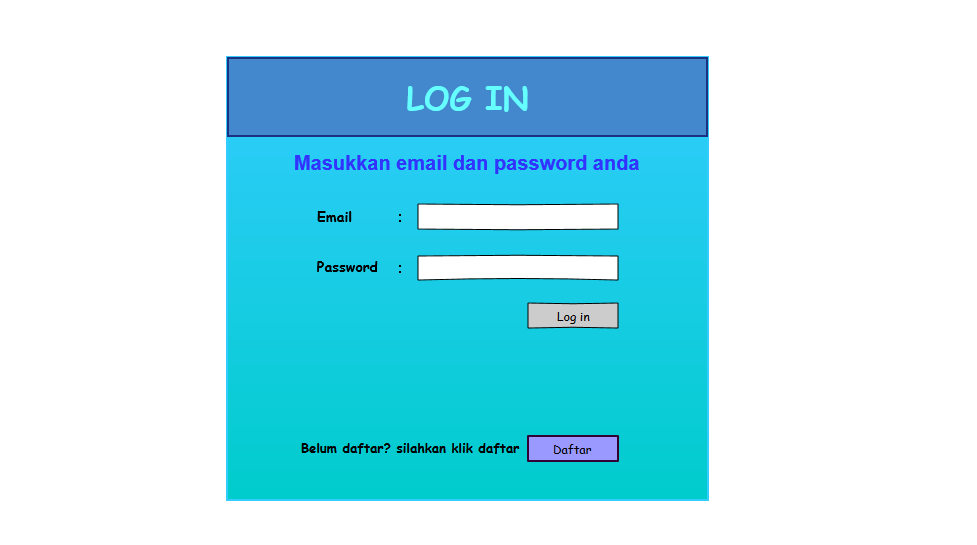 LOG IN
Masukkan email dan password anda
Email :
Password :
Log in
Belum daftar? silahkan klik daftar Daftar